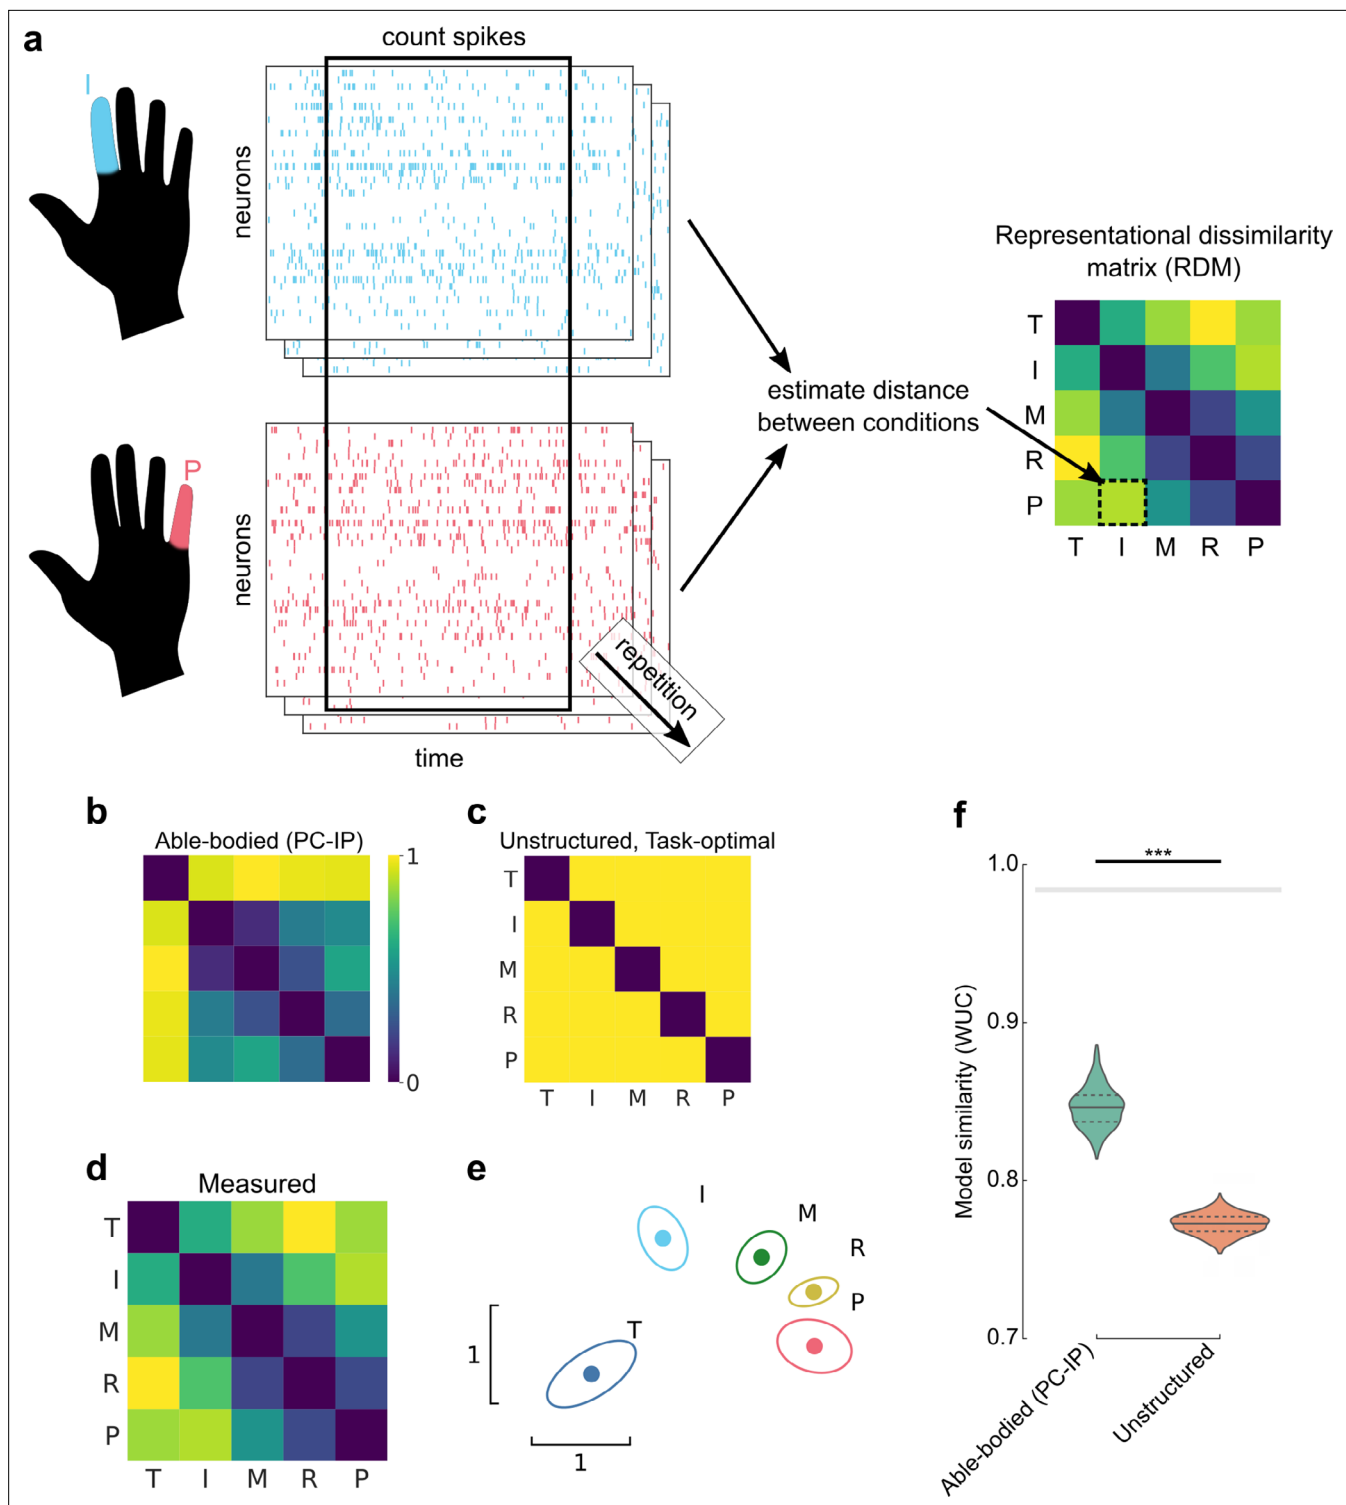 a
count spikes
I
neurons
P
neurons
repetition
time
estimate distance
between conditions
Representational dissimilarity
matrix (RDM)
T
I
M
R
P
T I M R P
b
Able-bodied (PC-IP)
1
0
c
Unstructured, Task-optimal
T
I
M
R
P
T I M R P
d
Measured
T
I
M
R
P
T I M R P
e
I
M
R
P
T
1
1
f
***
1.0
0.9
0.8
0.7
Model similarity (WUC)
Able-bodied (PC-IP)
Unstructured